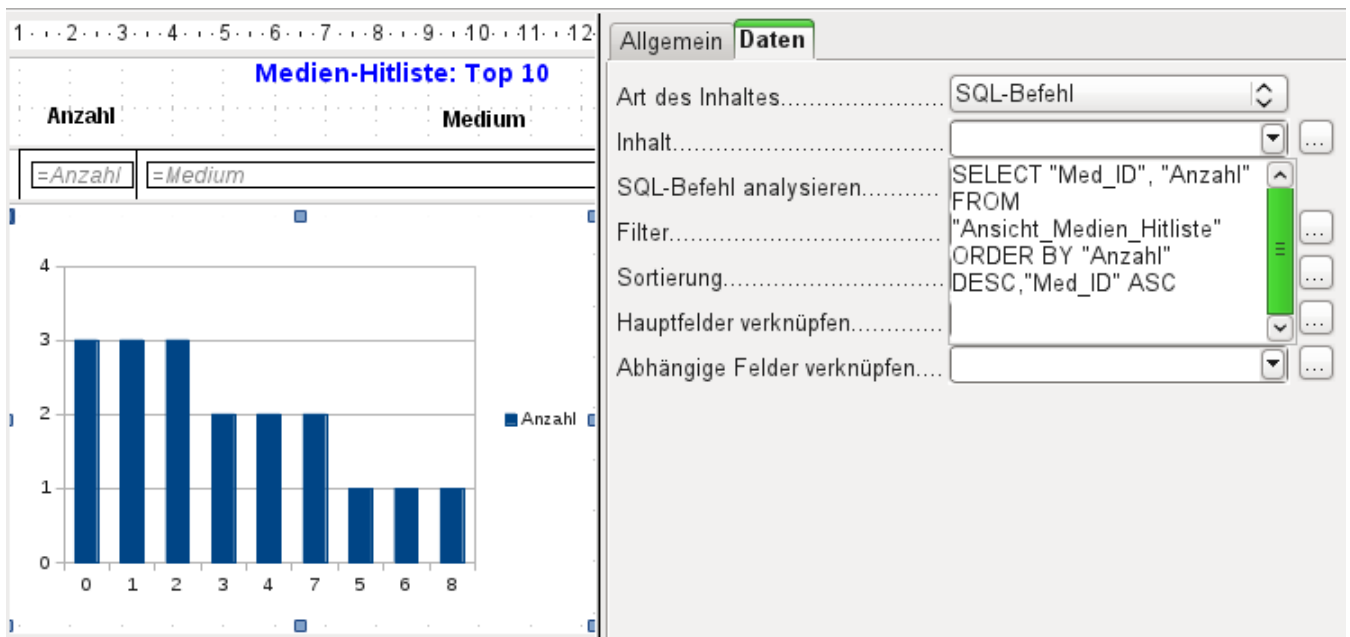 1 · · · 2 · · · 3 · · · 4 · · · 5 · · · 6 · · · 7 · · · 8 · · · 9 · · · 10 · · · 11 · · · 12
Medien-Hitliste: Top 10
Anzahl Medium
=Anzahl =Medium
4
3
2
1
0
0 1 2 3 4 7 5 6 8
Anzahl
Allgemein Daten
Art des Inhaltes....................... SQL-Befehl
Inhalt.......................................
SQL-Befehl analysieren...........
Filter........................................
Sortierung...............................
Hauptfelder verknüpfen.............
Abhängige Felder verknüpfen....
SELECT "Med_ID", "Anzahl"
FROM
"Ansicht_Medien_Hitliste"
ORDER BY "Anzahl"
DESC,"Med_ID" ASC
...
...
...
...
...